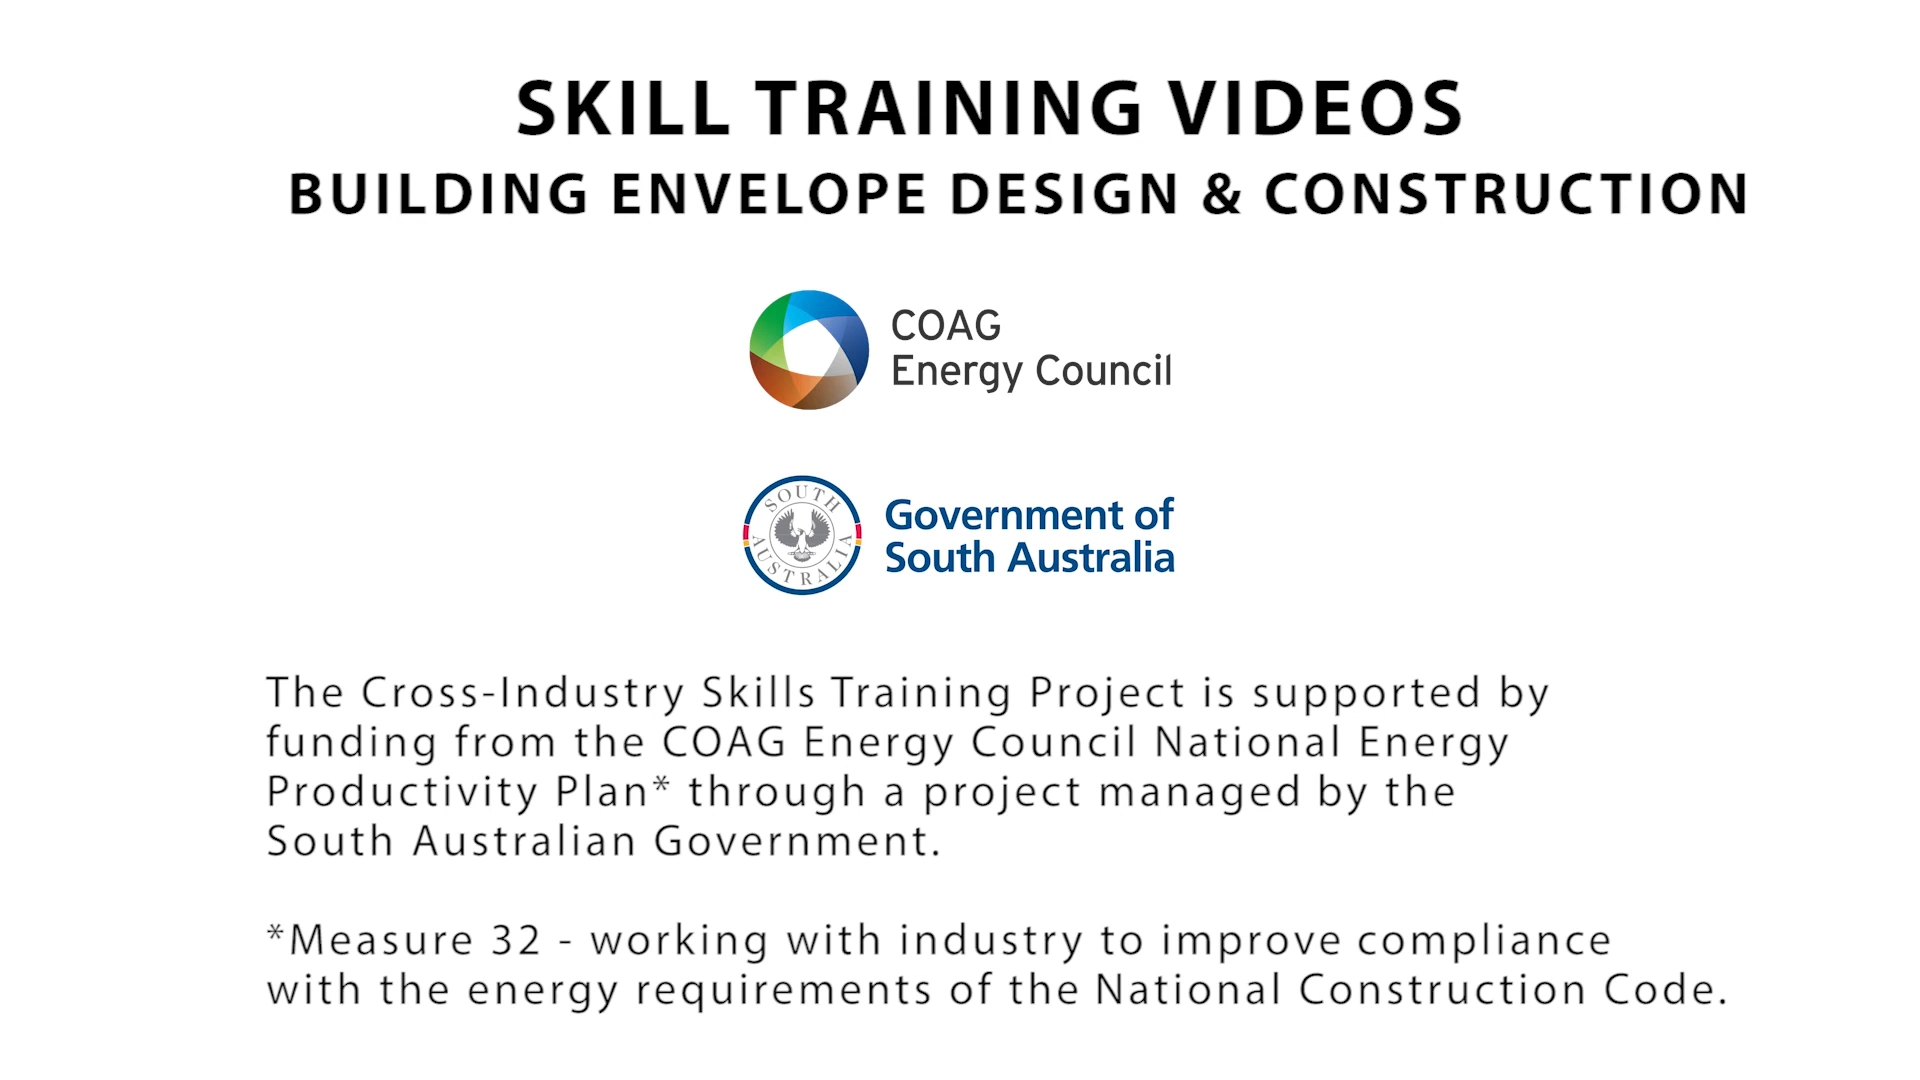 SKILL TRAINING VIDEOS
BUILDING ENVELOPE DESIGN & CONSTRUCTION
COAG
Energy Council
SOUTH AUSTRALIA
Government of
South Australia
The Cross-Industry Skills Training Project is supported by
funding from the COAG Energy Council National Energy
Productivity Plan* through a project managed by the
South Australian Government.
*Measure 32 - working with industry to improve compliance
with the energy requirements of the National Construction Code.